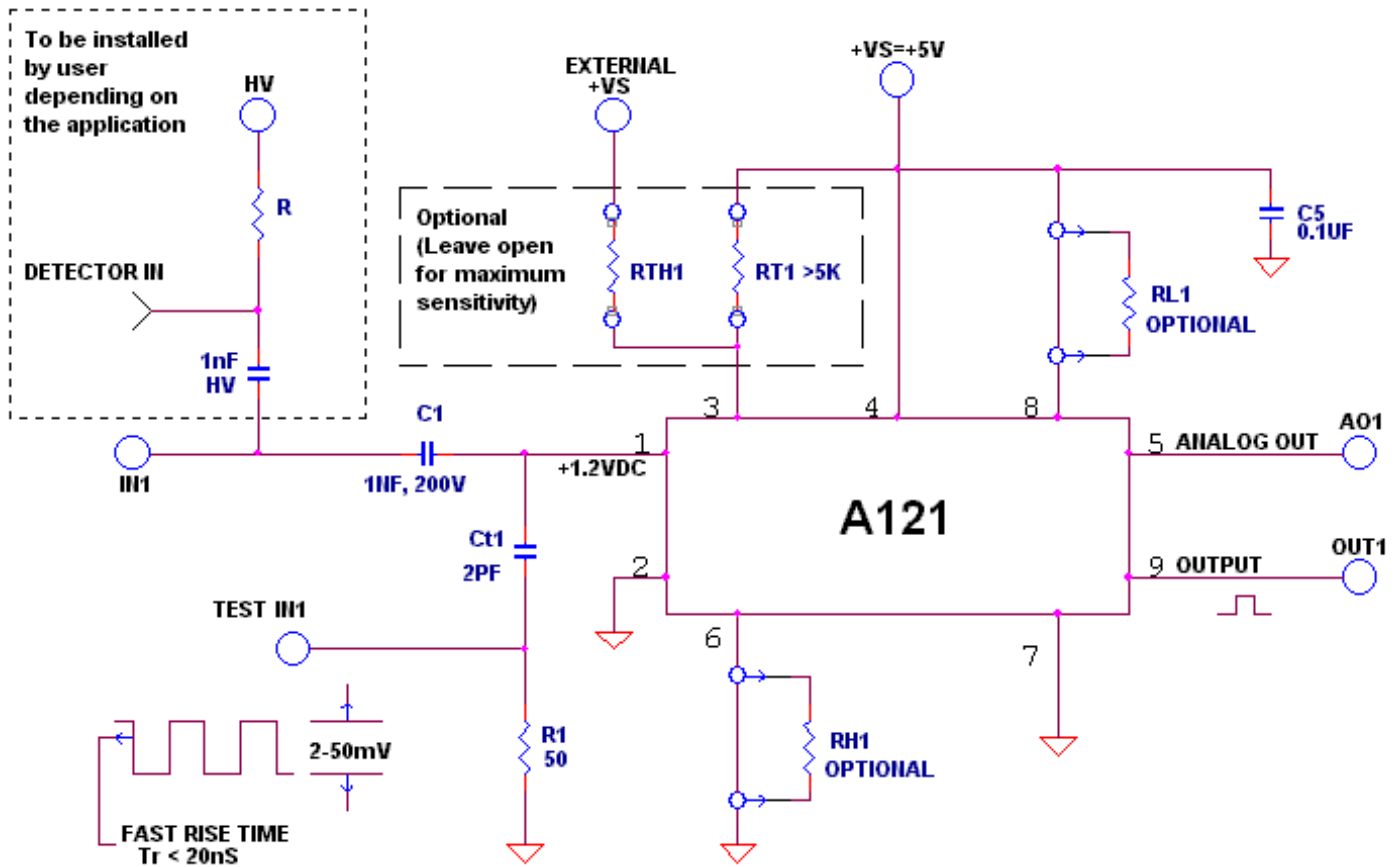 To be installed
by user
depending on
the application
HV
R
DETECTOR IN
1nF
HV
EXTERNAL
+VS
+VS=+5V
Optional
(Leave open
for maximum
sensitivity)
RTH1
RT1 >5K
C5
0.1UF
RL1
OPTIONAL
C1
1NF, 200V
IN1
+1.2VDC
1
2
3
4
8
A121
5
ANALOG OUT
AO1
9
OUTPUT
OUT1
6
7
Ct1
2PF
TEST IN1
R1
50
RH1
OPTIONAL
2-50mV
FAST RISE TIME
Tr < 20nS